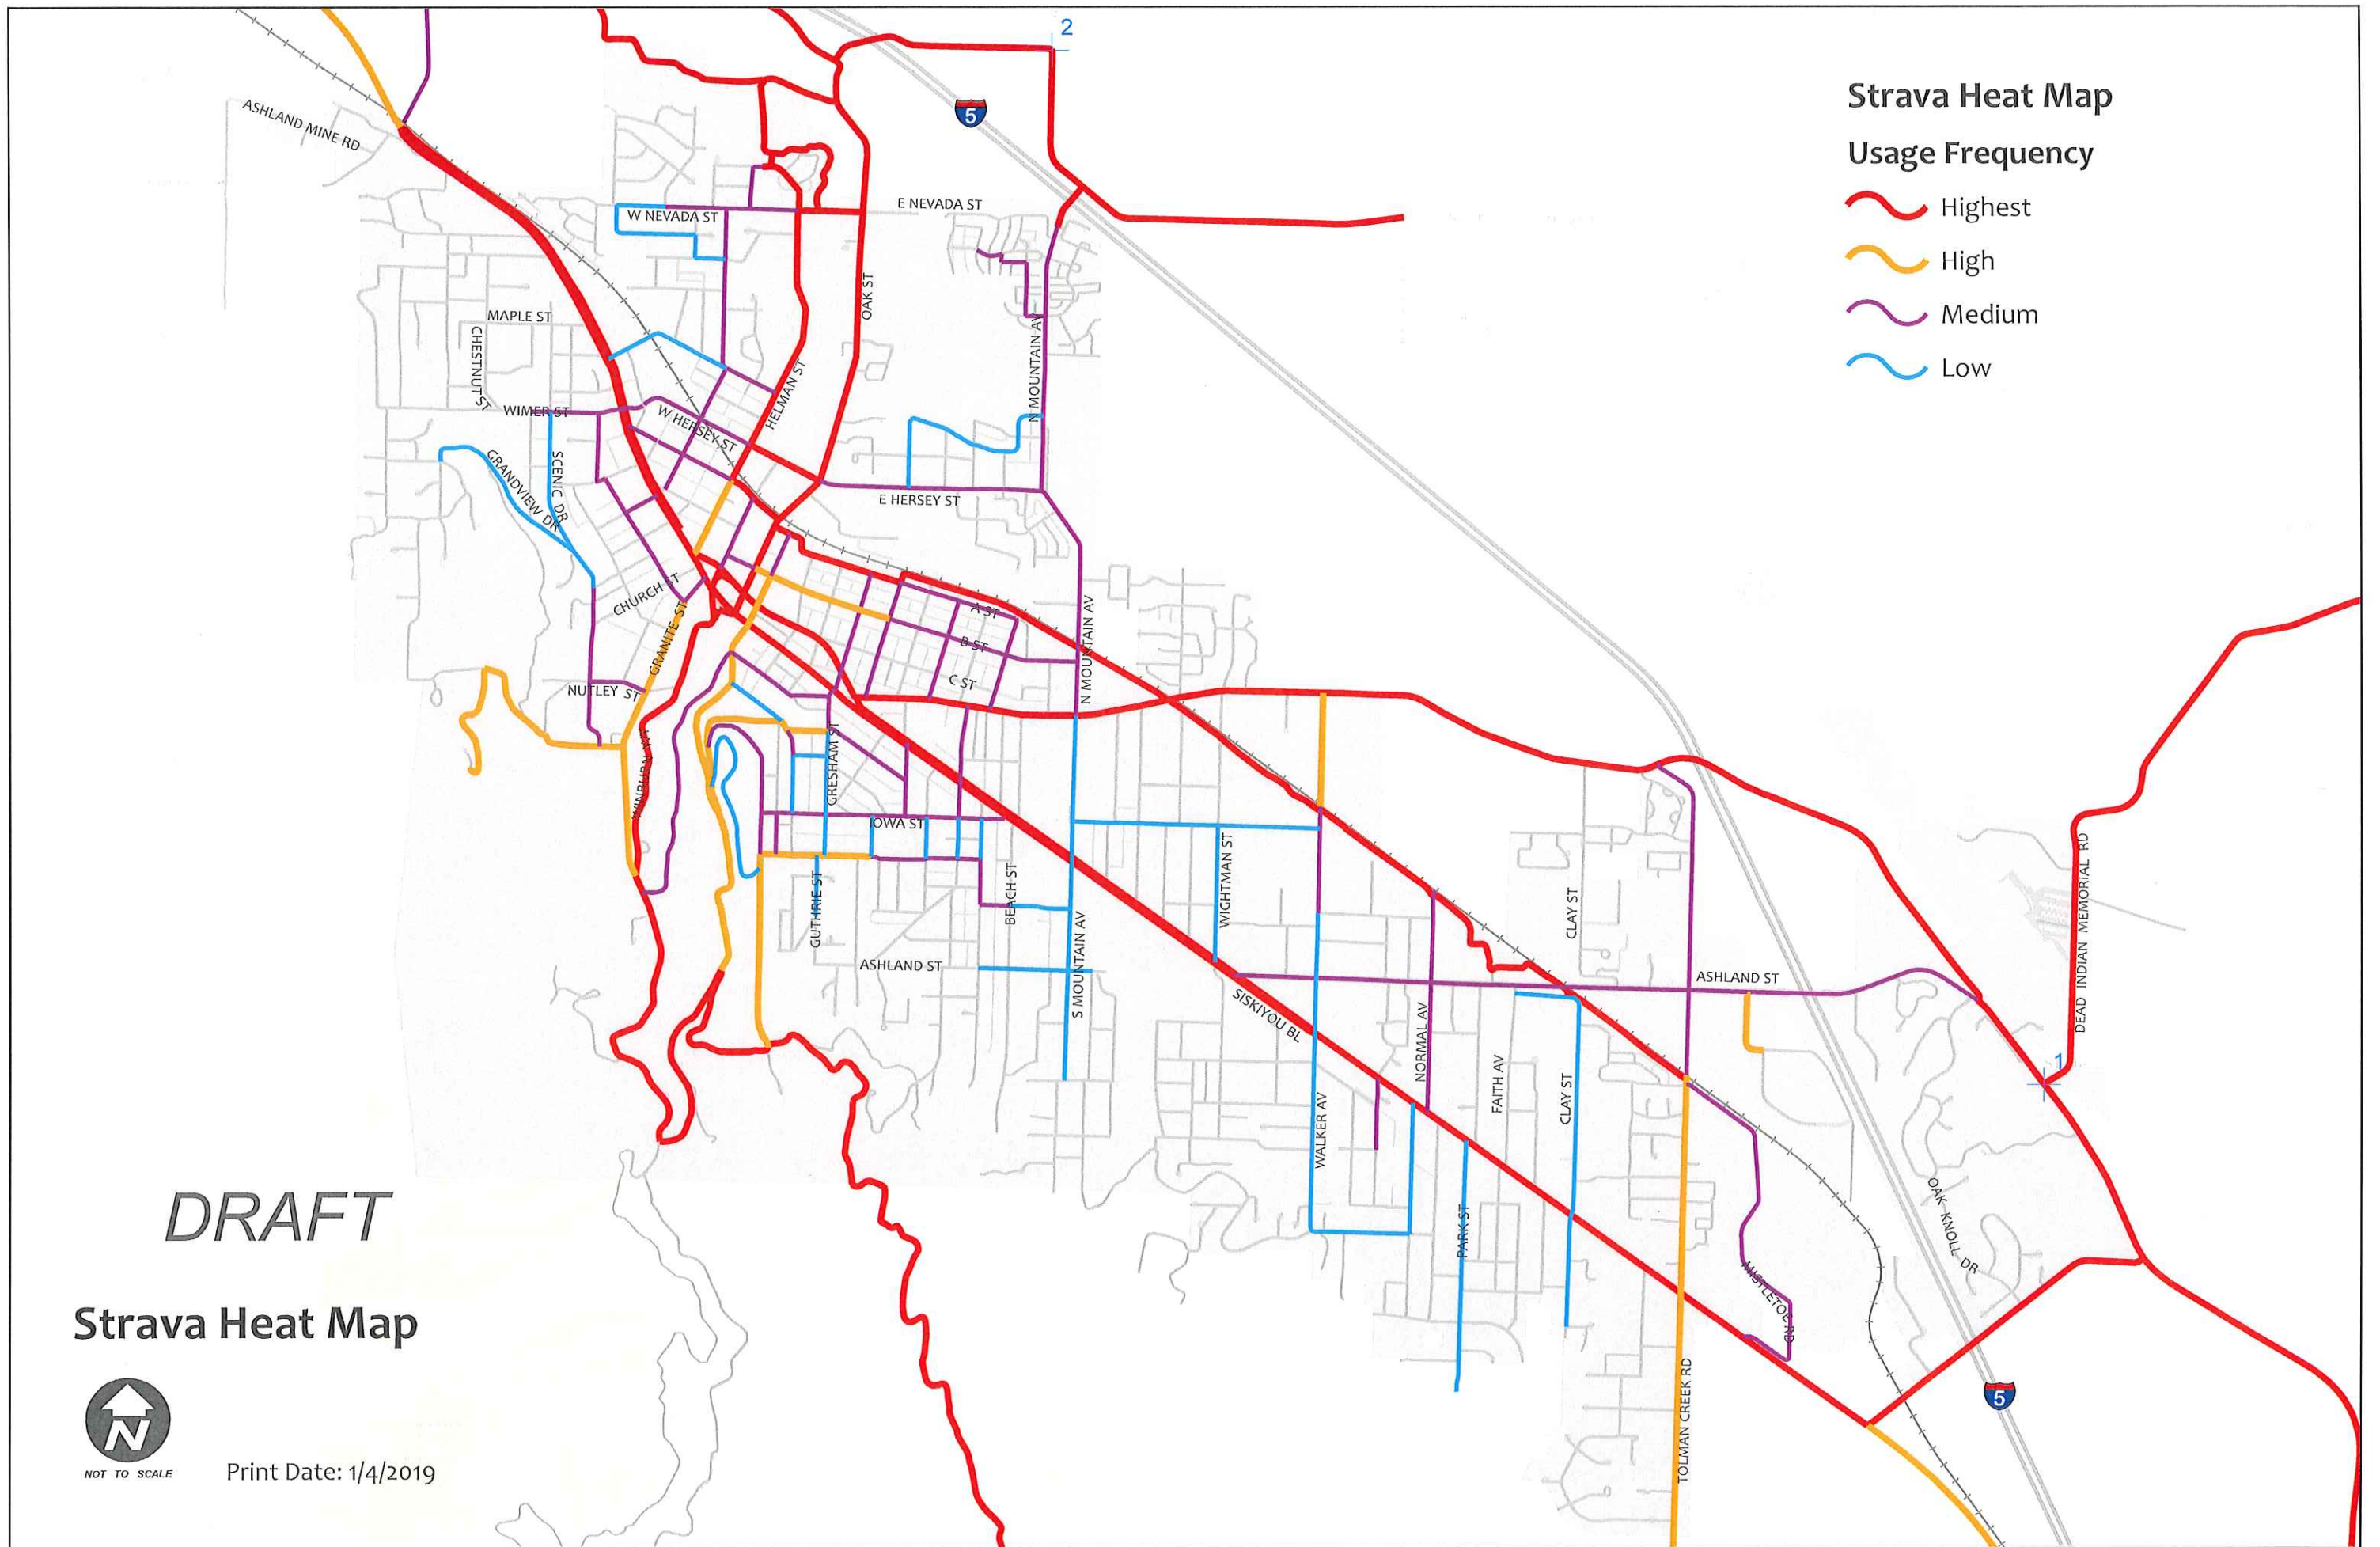 2
5
Strava Heat Map
Usage Frequency
Highest
High
Medium
Low
ASHLAND MINE RD
W NEVADA ST
E NEVADA ST
OAK ST
MAPLE ST
CHESTNUT ST
HELMAN ST
N MOUNTAIN AV
WIMER ST
W HERSEY ST
SCENIC DR
GRANDVIEW DR
E HERSEY ST
CHURCH ST
GRANITE ST
A ST
B ST
C ST
N MOUNTAIN AV
NUTLEY ST
WINBURN WY
GRESHAM ST
IOWA ST
WIGHTMAN ST
BEACH ST
GUTHRIE ST
CLAY ST
DEAD INDIAN MEMORIAL RD
ASHLAND ST
S MOUNTAIN AV
ASHLAND ST
SISKIYOU BL
NORMAL AV
FAITH AV
CLAY ST
WALKER AV
1
PARK ST
OAK KNOLL DR
MISTLETOE RD
TOLMAN CREEK RD
5
DRAFT
Strava Heat Map
N
NOT TO SCALE
Print Date: 1/4/2019